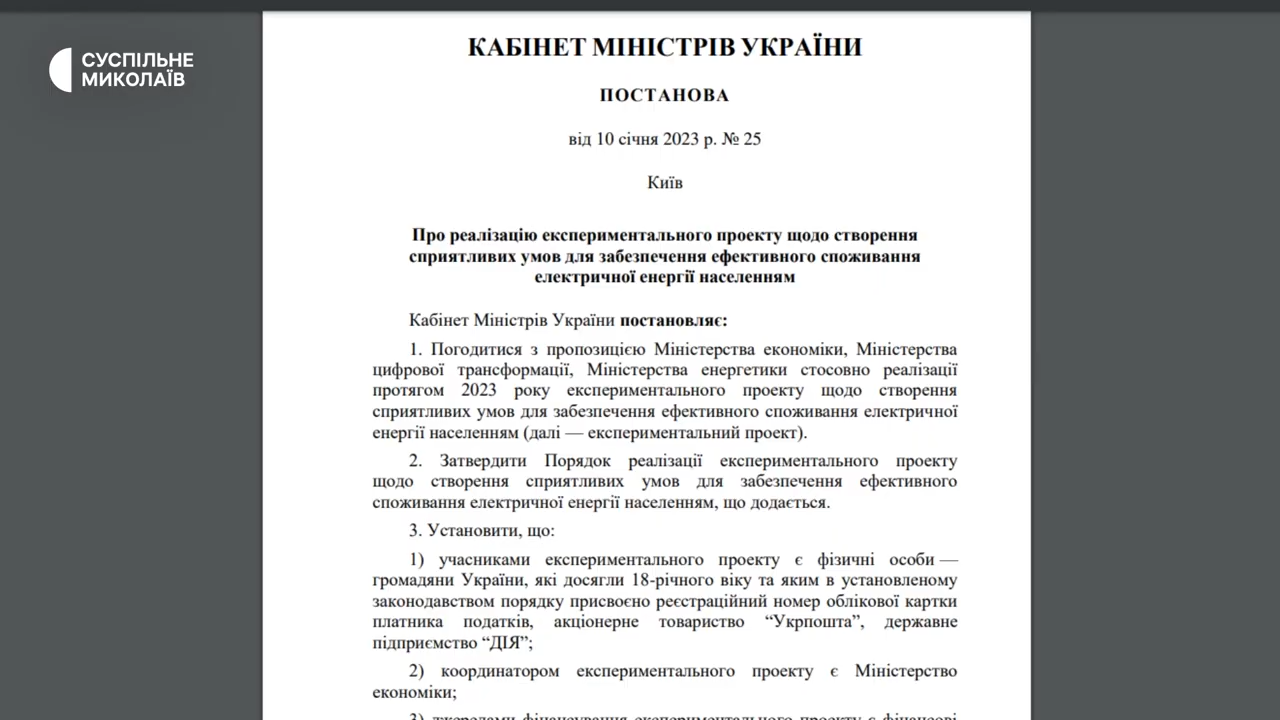 СУСПІЛЬНЕ
МИКОЛАЇВ
КАБІНЕТ МІНІСТРІВ УКРАЇНИ
ПОСТАНОВА
від 10 січня 2023 р. № 25
Київ
Про реалізацію експериментального проекту щодо створення
сприятливих умов для забезпечення ефективного споживання
електричної енергії населенням
Кабінет Міністрів України постановляє:
1. Погодитися з пропозицією Міністерства економіки, Міністерства
цифрової трансформації, Міністерства енергетики стосовно реалізації
протягом 2023 року експериментального проекту щодо створення
сприятливих умов для забезпечення ефективного споживання електричної
енергії населенням (далі — експериментальний проект).
2. Затвердити Порядок реалізації експериментального проекту
щодо створення сприятливих умов для забезпечення ефективного
споживання електричної енергії населенням, що додається.
3. Установити, що:
1) учасниками експериментального проекту є фізичні особи —
громадяни України, які досягли 18-річного віку та яким в установленому
законодавством порядку присвоєно реєстраційний номер облікової картки
платника податків, акціонерне товариство “Укрпошта”, державне
підприємство “ДІЯ”;
2) координатором експериментального проекту є Міністерство
економіки;
3) джерелами фінансування експериментального проекту є фінансові